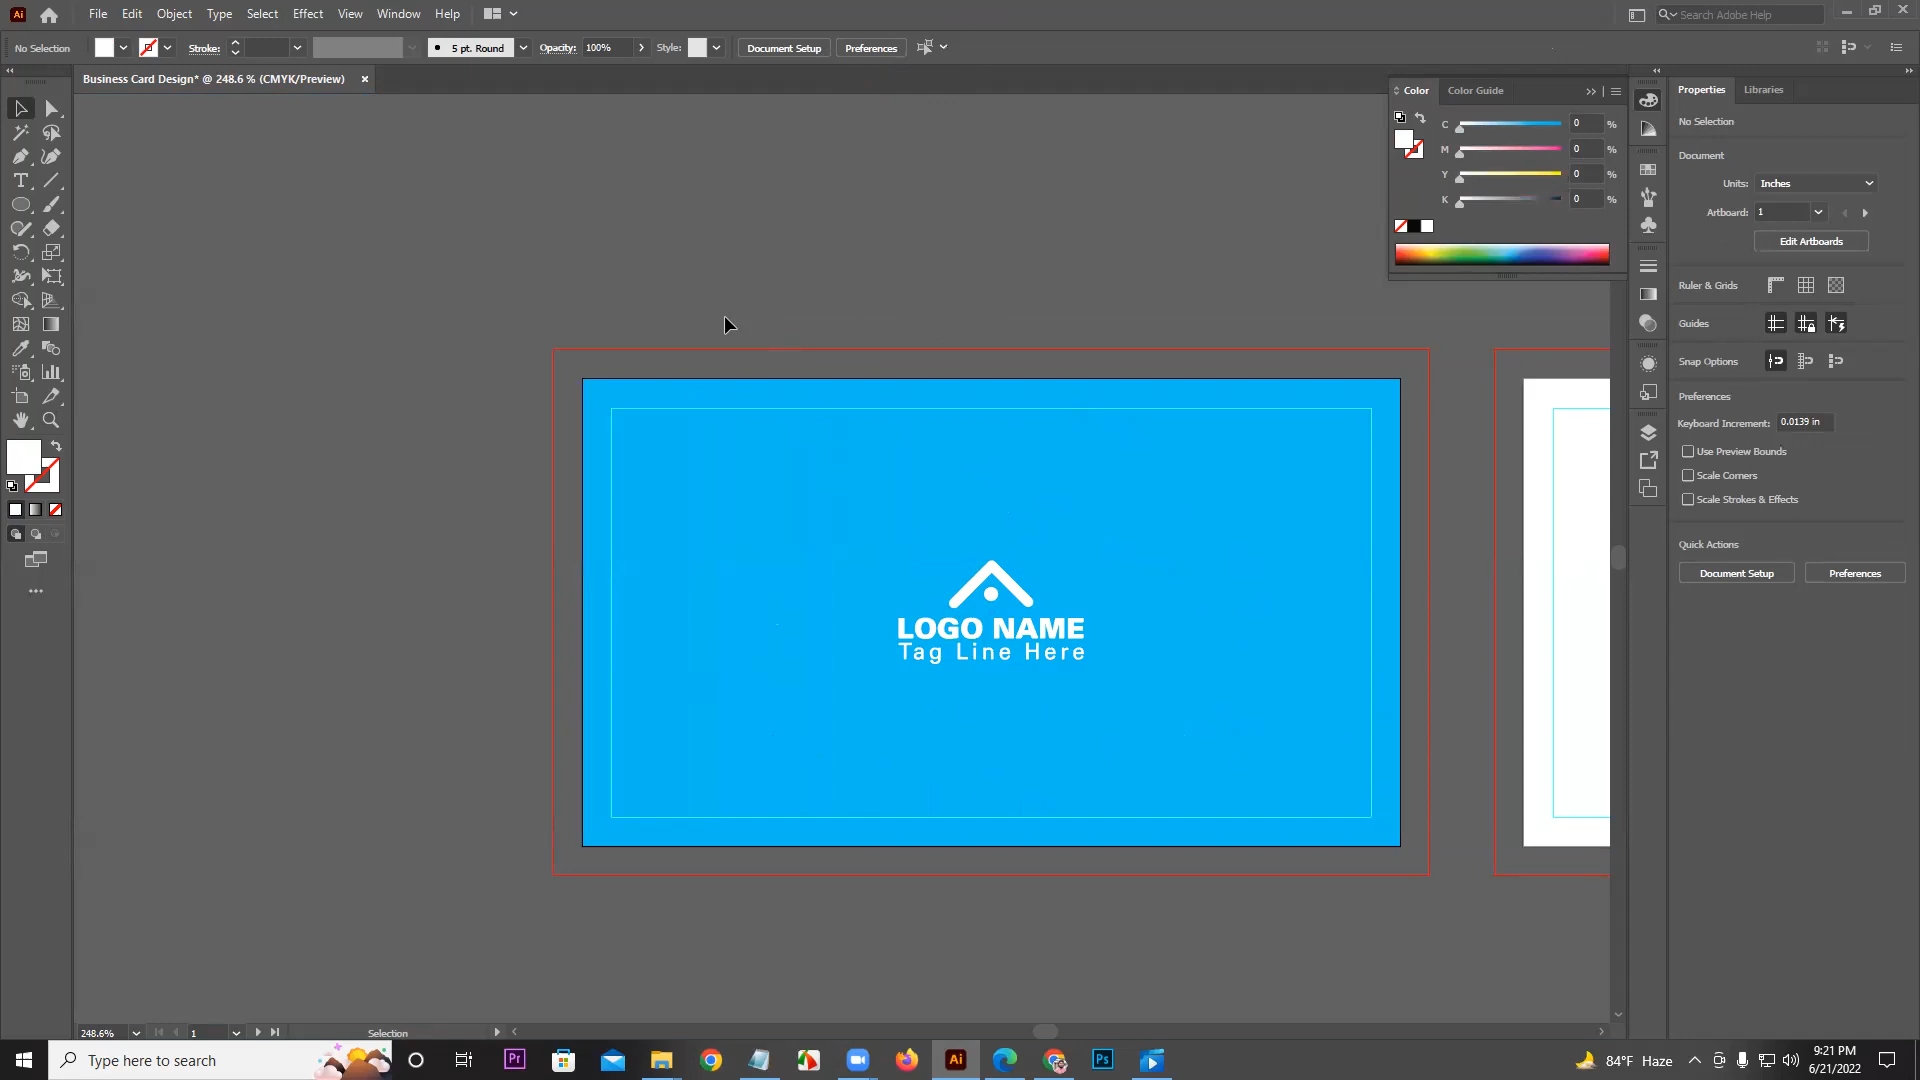 Ai File Edit Object Type Select Effect View Window Help Search Adobe Help
No Selection Stroke: 5 pt. Round Opacity: 100% Style: Document Setup Preferences
Business Card Design* @ 248.6 % (CMYK/Preview) ×
Color Color Guide
C 0 %
M 0 %
Y 0 %
K 0 %
Properties Libraries
No Selection
Document
Units: Inches
Artboard: 1
Edit Artboards
Ruler & Grids
Guides
Snap Options
Preferences
Keyboard Increment: 0.0139 in
Use Preview Bounds
Scale Corners
Scale Strokes & Effects
Quick Actions
Document Setup Preferences
LOGO NAME
Tag Line Here
248.6% 1 Selection
Type here to search Pr Ai Ps 84°F Haze 9:21 PM
6/21/2022